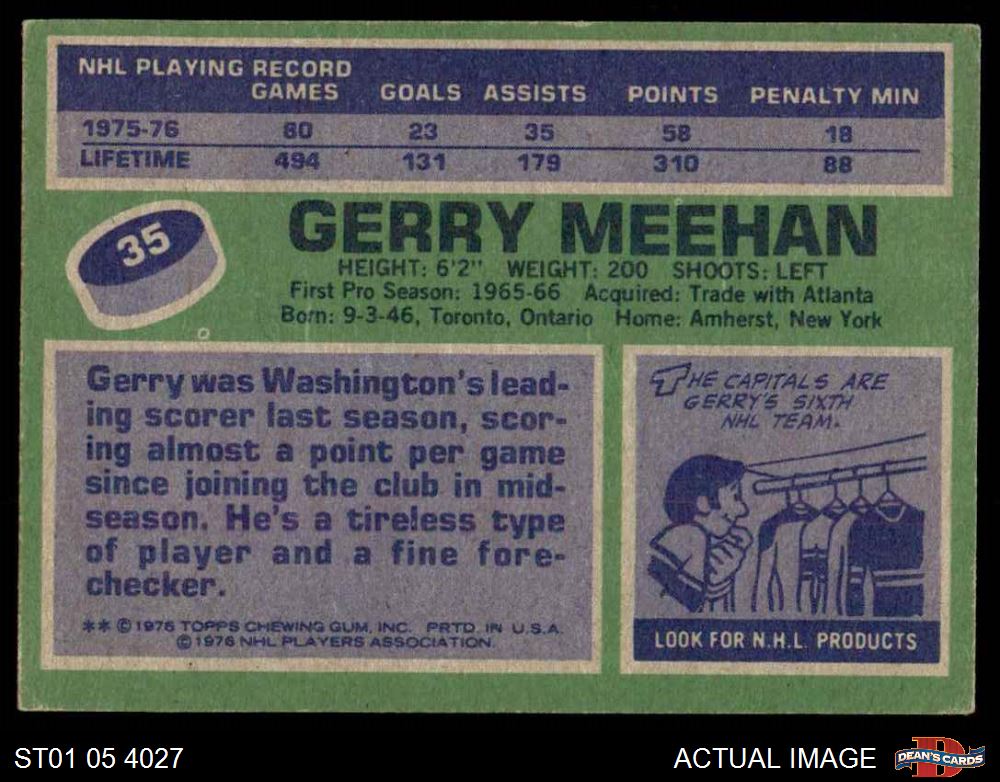 NHL PLAYING RECORD
GAMES GOALS ASSISTS POINTS PENALTY MIN
1975-76 80 23 35 58 18
LIFETIME 494 131 179 310 88
35
GERRY MEEHAN
HEIGHT: 6'2" WEIGHT: 200 SHOOTS: LEFT
First Pro Season: 1965-66 Acquired: Trade with Atlanta
Born: 9-3-46, Toronto, Ontario Home: Amherst, New York
Gerry was Washington's lead-
ing scorer last season, scor-
ing almost a point per game
since joining the club in mid-
season. He's a tireless type
of player and a fine fore-
checker.
** © 1976 TOPPS CHEWING GUM, INC. PRTD. IN U.S.A.
© 1976 NHL PLAYERS ASSOCIATION
THE CAPITALS ARE
GERRY'S SIXTH
NHL TEAM.
LOOK FOR N.H.L. PRODUCTS
ST01 05 4027
ACTUAL IMAGE
D
DEAN'S CARDS